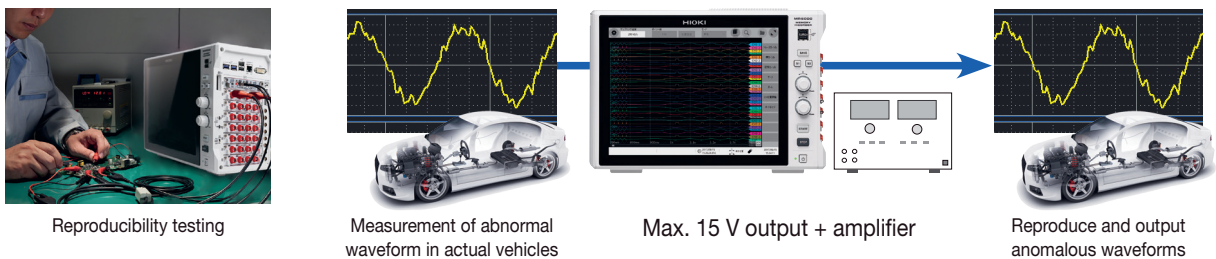 HIOKI
Reproducibility testing
Measurement of abnormal
waveform in actual vehicles
Max. 15 V output + amplifier
Reproduce and output
anomalous waveforms